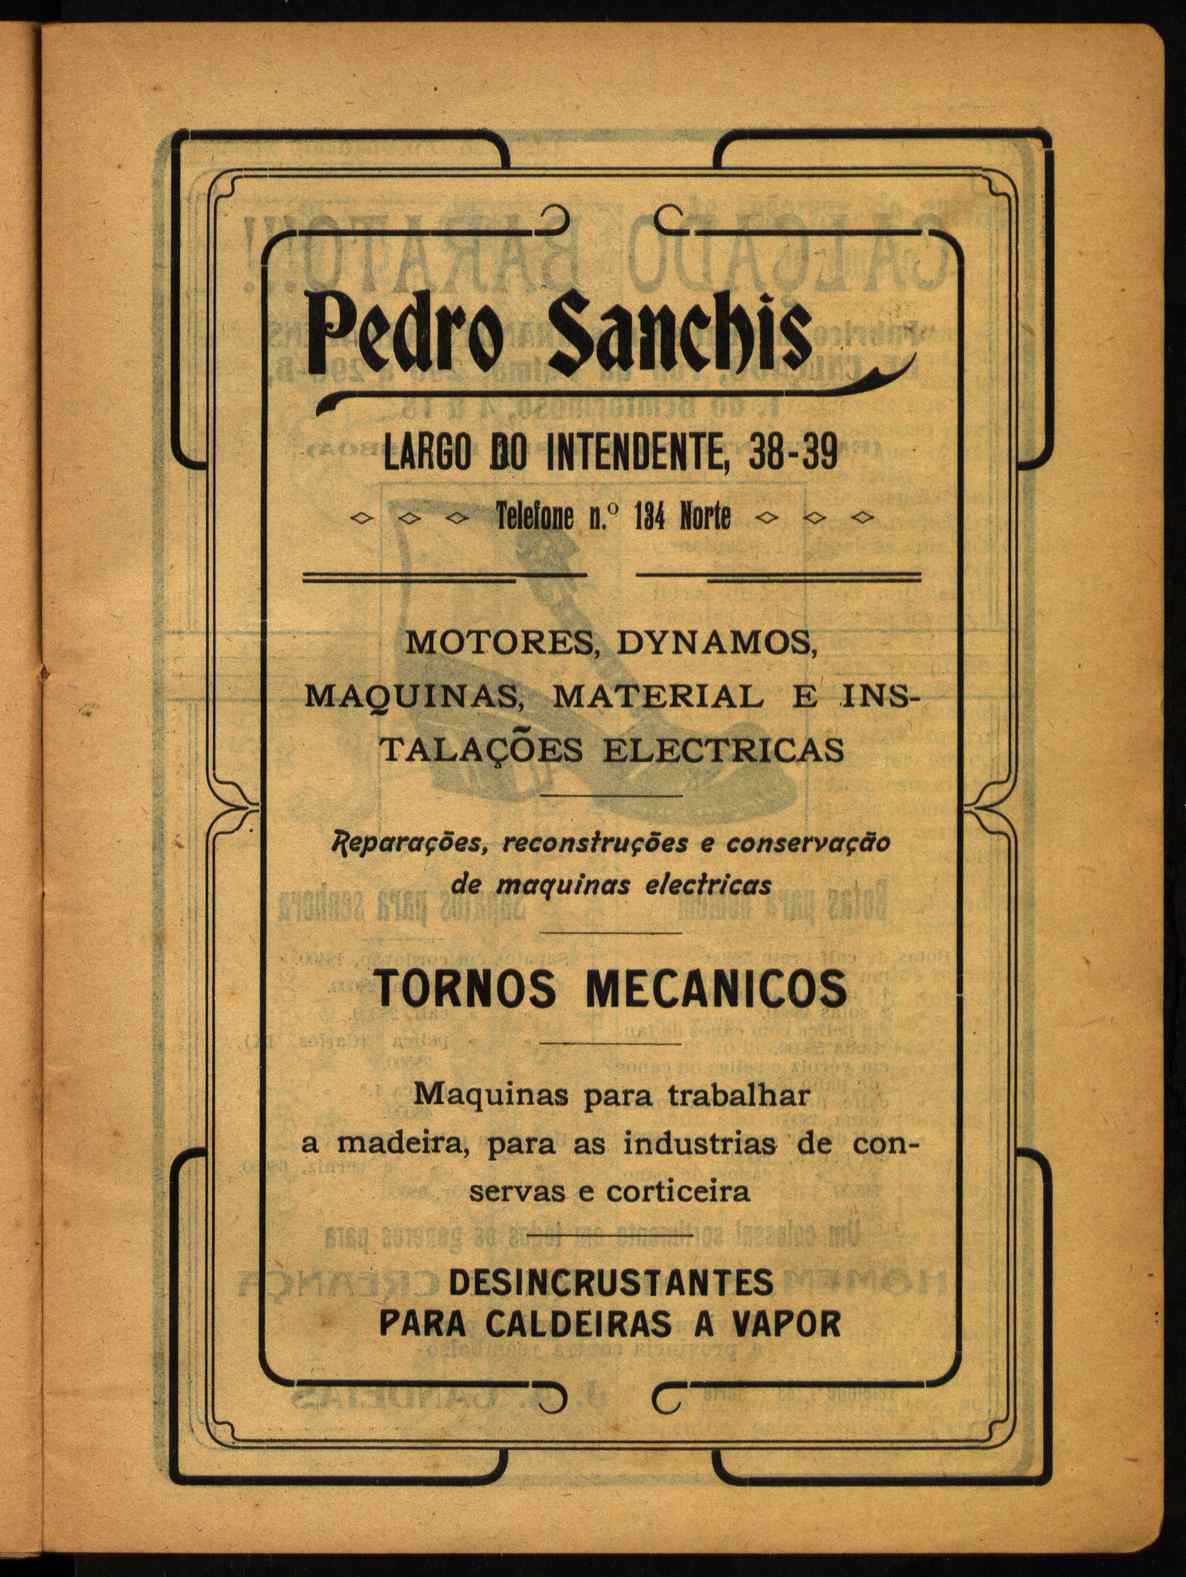 Pedro Sanchis
LARGO DO INTENDENTE, 38-39
Telefone n.º 134 Norte
MOTORES, DYNAMOS,
MAQUINAS, MATERIAL E INS-
TALAÇÕES ELECTRICAS
Reparações, reconstruções e conservação
de maquinas electricas
TORNOS MECANICOS
Maquinas para trabalhar
a madeira, para as industrias de con-
servas e corticeira
DESINCRUSTANTES
PARA CALDEIRAS A VAPOR